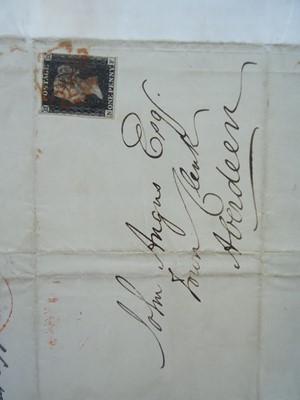 POSTAGE
ONE PENNY
John Angus Esq.
Town Clerk
Aberdeen